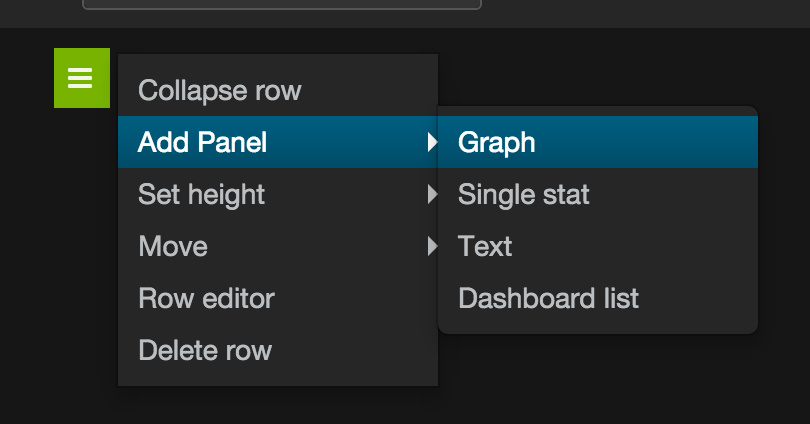 Collapse row
Add Panel
Set height
Move
Row editor
Delete row
Graph
Single stat
Text
Dashboard list